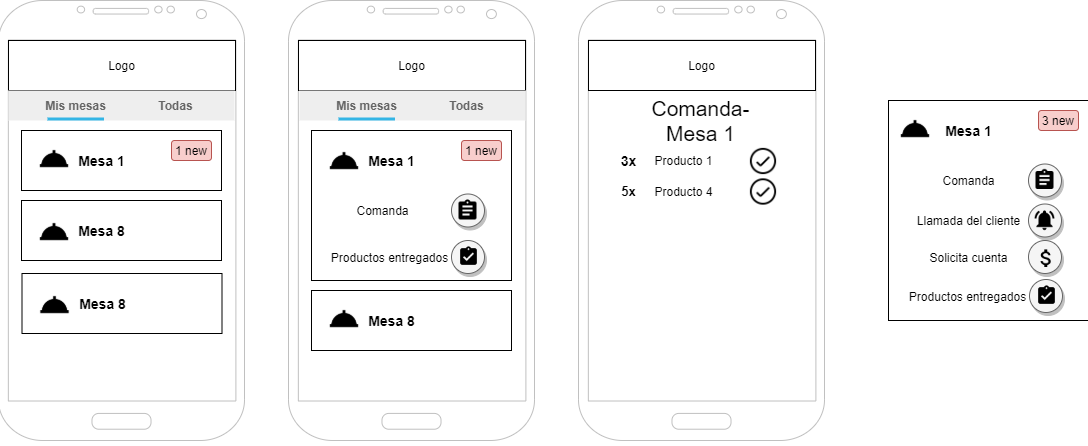 Logo
Mis mesas
Todas
Mesa 1
1 new
Mesa 8
Mesa 8
Logo
Mis mesas
Todas
Mesa 1
1 new
Comanda
Productos entregados
Mesa 8
Logo
Comanda-
Mesa 1
3x Producto 1
5x Producto 4
Mesa 1
3 new
Comanda
Llamada del cliente
Solicita cuenta
$
Productos entregados